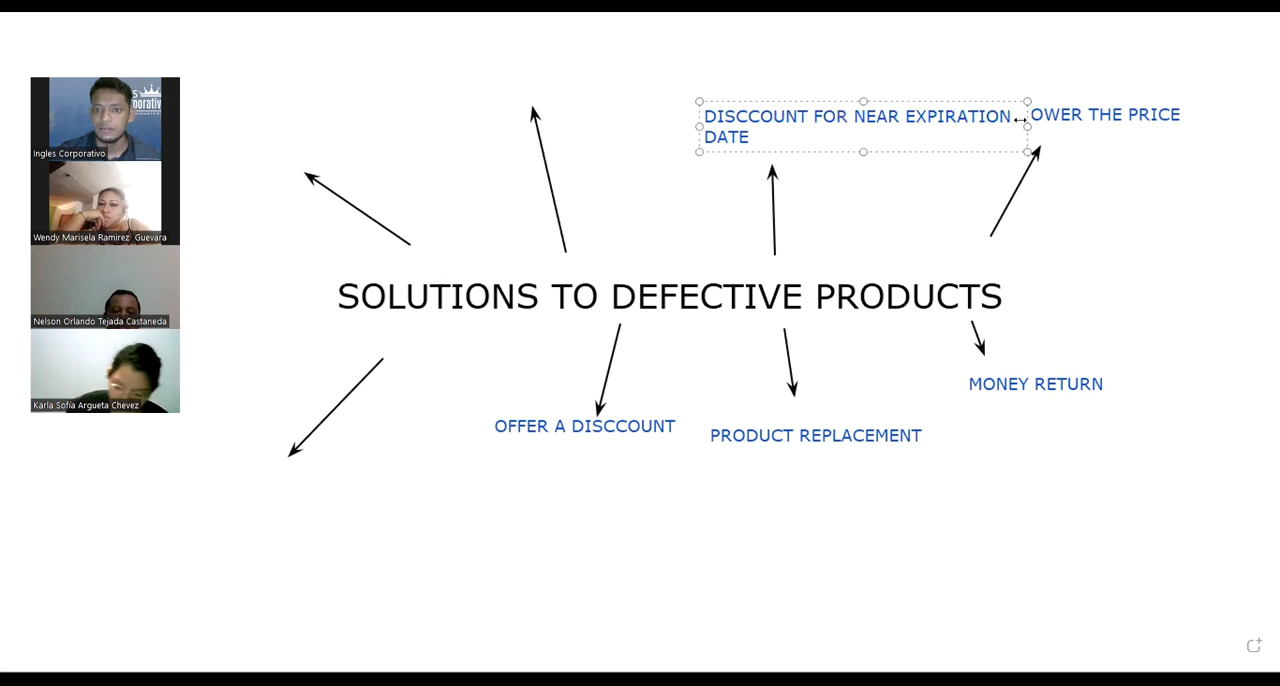 Ingles Corporativo
Wendy Marisela Ramirez Guevara
Nelson Orlando Tejada Castaneda
Karla Sofía Argueta Chevez
DISCCOUNT FOR NEAR EXPIRATION
DATE
OWER THE PRICE
SOLUTIONS TO DEFECTIVE PRODUCTS
MONEY RETURN
OFFER A DISCCOUNT
PRODUCT REPLACEMENT